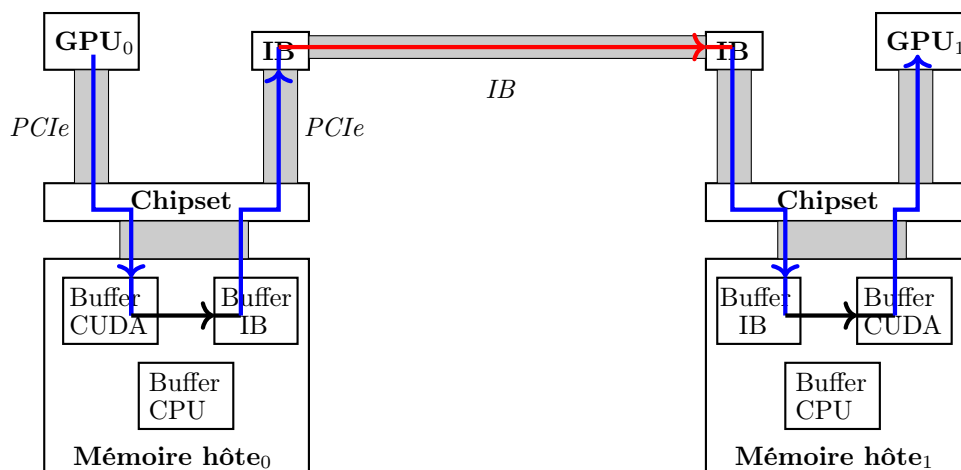 GPU₀
IB
IB
GPU₁
IB
PCIe
PCIe
Chipset
Chipset
Buffer
CUDA
Buffer
IB
Buffer
IB
Buffer
CUDA
Buffer
CPU
Buffer
CPU
Mémoire hôte₀
Mémoire hôte₁